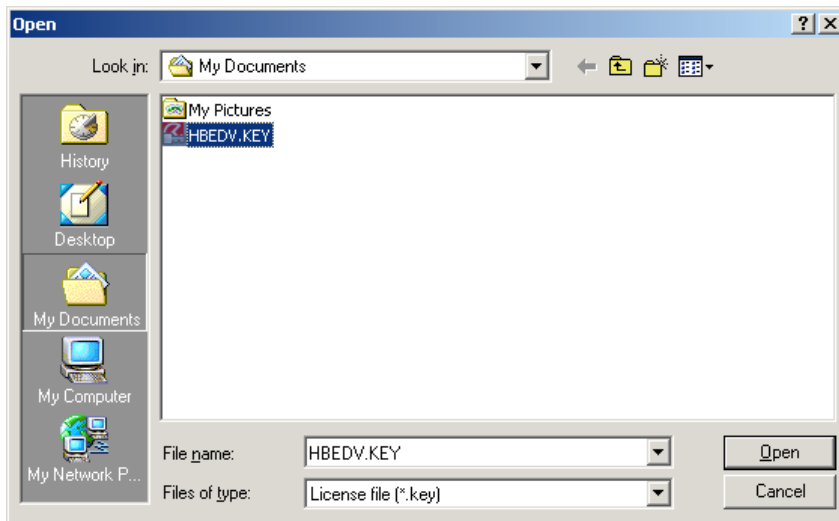 Open
Look in:
My Documents
My Pictures
HBEDV.KEY
History
Desktop
My Documents
My Computer
My Network P...
File name:
HBEDV.KEY
Open
Files of type:
License file (*.key)
Cancel